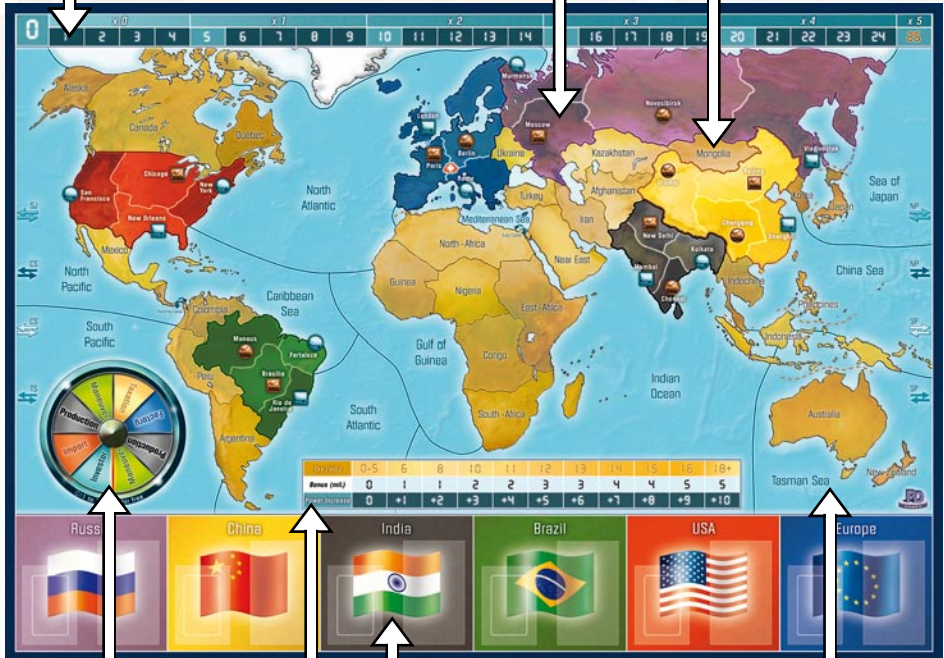 x 0 x 1 x 2 x 3 x 4 x 5
0 1 2 3 4 5 6 7 8 9 10 11 12 13 14 16 17 18 19 20 21 22 23 24 25
Alaska
Canada
Quebec
Chicago
New York
San Francisco
New Orleans
Mexico
North Atlantic
North Pacific
South Pacific
Caribbean Sea
Colombia
Peru
Manaus
Fortaleza
Brasilia
Rio de Janeiro
Argentina
South Atlantic
Gulf of Guinea
London
Murmansk
Berlin
Paris
Rome
Ukraine
Moscow
Novosibirsk
Vladivostok
Kazakhstan
Mongolia
Afghanistan
Turkey
Iran
Near East
Mediterranean Sea
North-Africa
Guinea
Nigeria
East-Africa
Congo
South-Africa
New Delhi
Kolkata
Mumbai
Chennai
Chongqing
Shanghai
Korea
Japan
Sea of Japan
China Sea
Indochina
Philippines
Indonesia
Indian Ocean
Australia
New Zealand
Tasman Sea
Maneuver
Taxation
Factory
Production
Maneuver
Investor
Import
Production
0-5 6 8 10 11 12 13 14 15 16 18+
Bonus (mil.) 0 1 1 2 2 3 3 4 4 5 5
Power Increase 0 +1 +2 +3 +4 +5 +6 +7 +8 +9 +10
China
India
Brazil
USA
Europe